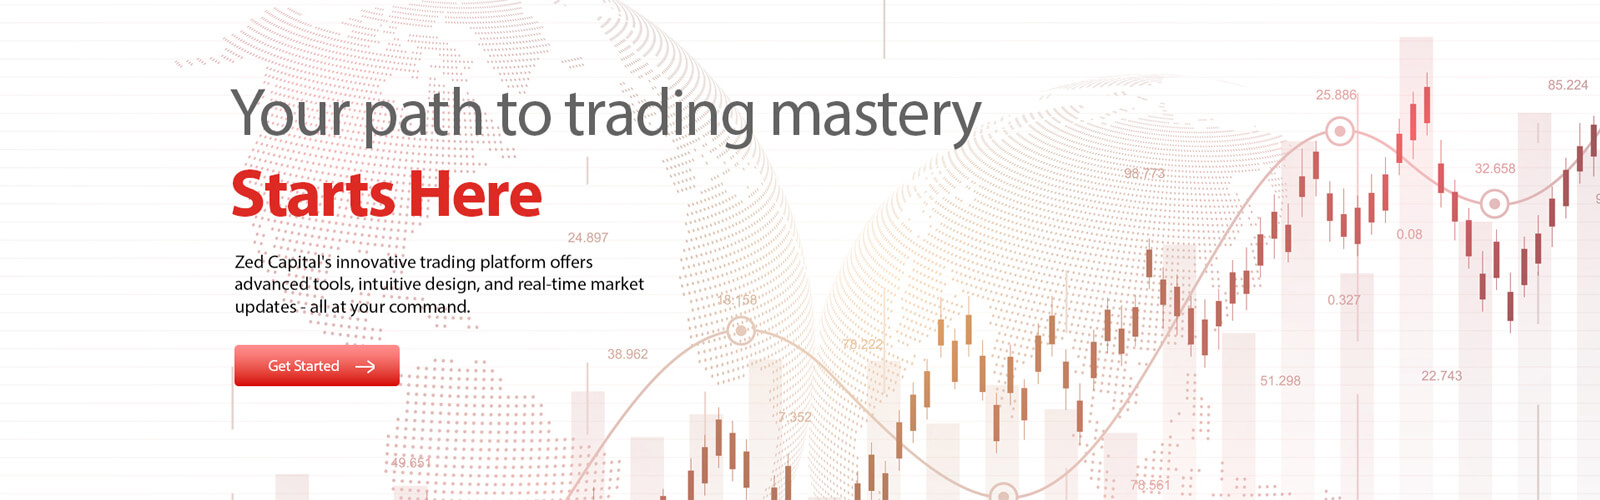 Your path to trading mastery
Starts Here
Zed Capital's innovative trading platform offers
advanced tools, intuitive design, and real-time market
updates - all at your command.
Get Started
85.224
25.886
32.658
98.773
0.08
24.897
18.158
0.327
78.222
38.962
51.298
22.743
7.352
49.651
78.561